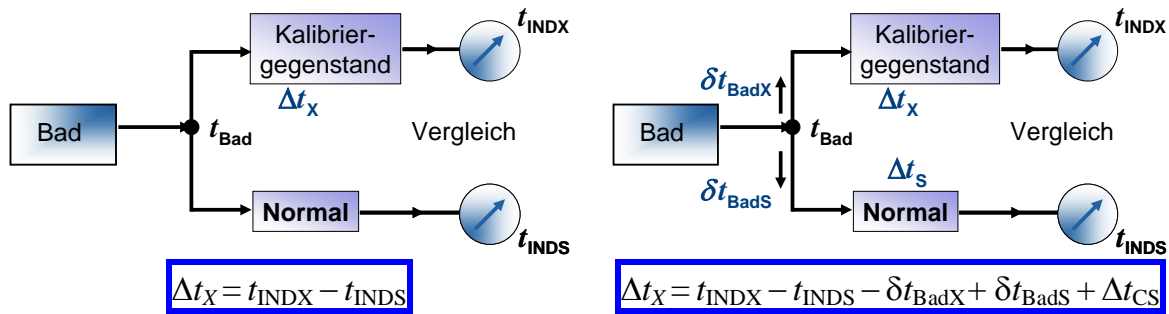 Kalibrier-
gegenstand
Δt_X
t_INDX
Bad
t_Bad
Vergleich
Normal
t_INDS
Δt_X = t_INDX − t_INDS
Kalibrier-
gegenstand
Δt_X
t_INDX
δt_BadX
Bad
t_Bad
Vergleich
δt_BadS
Δt_S
Normal
t_INDS
Δt_X = t_INDX − t_INDS − δt_BadX + δt_BadS + Δt_CS